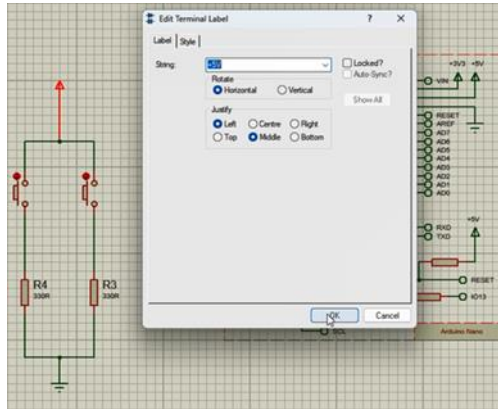 Edit Terminal Label
? ×
Label Style
String: +5V
Locked?
Auto-Sync?
Show All
Rotate
Horizontal Vertical
Justify
Left Centre Right
Top Middle Bottom
OK Cancel
R4
330R
R3
330R
+3V3 +5V
VIN
RESET
AREF
AD7
AD6
AD5
AD4
AD3
AD2
AD1
AD0
RXD
TXD
+5V
RESET
IO13
SCL
Arduino Nano